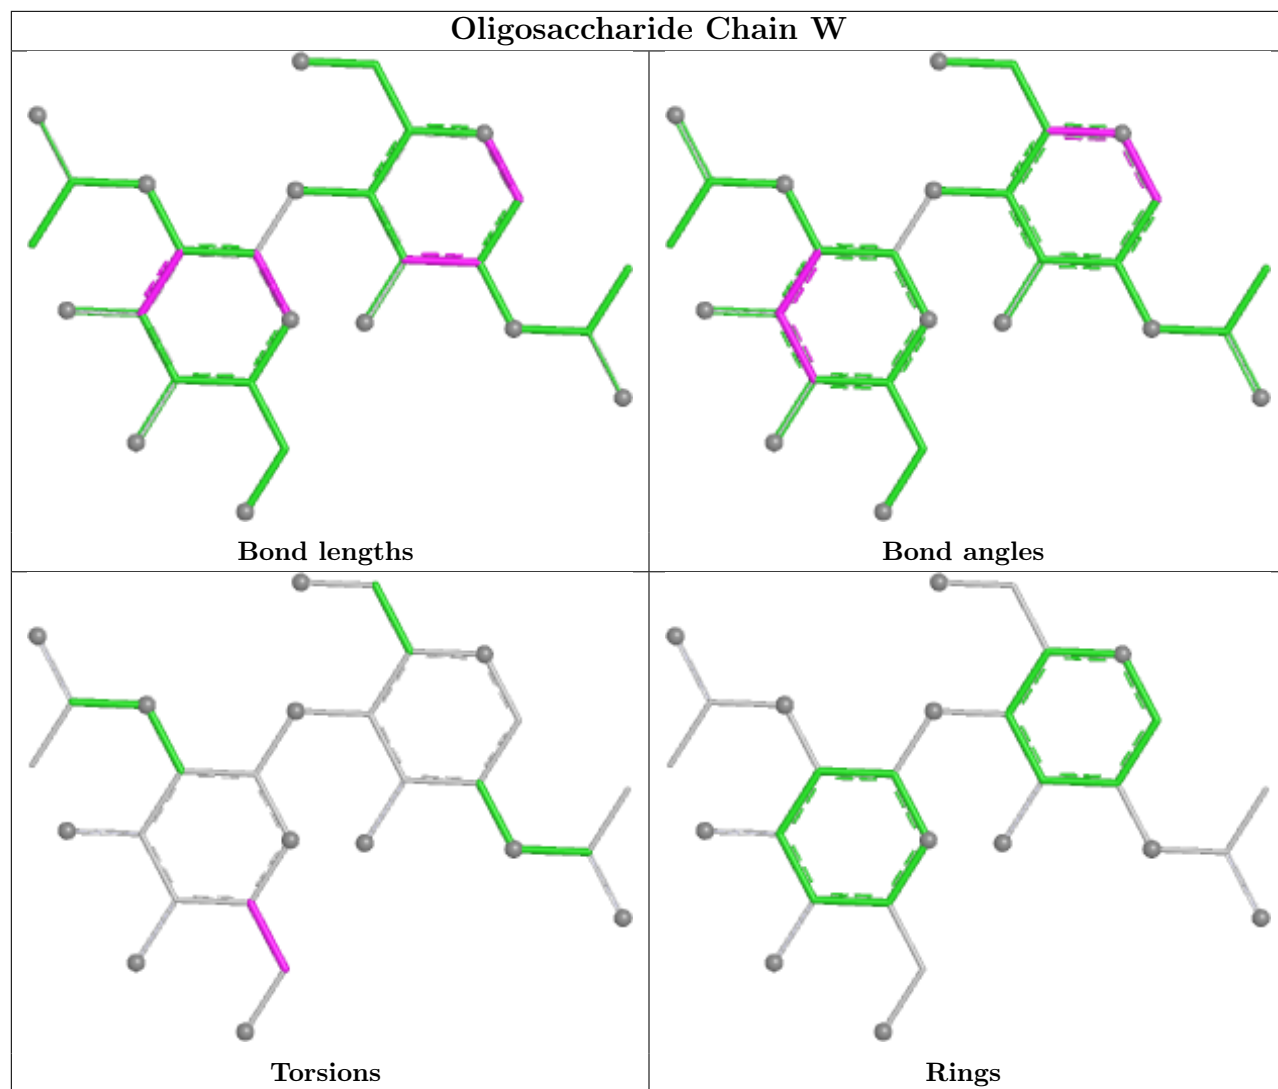 Oligosaccharide Chain W
Bond lengths
Bond angles
Torsions
Rings